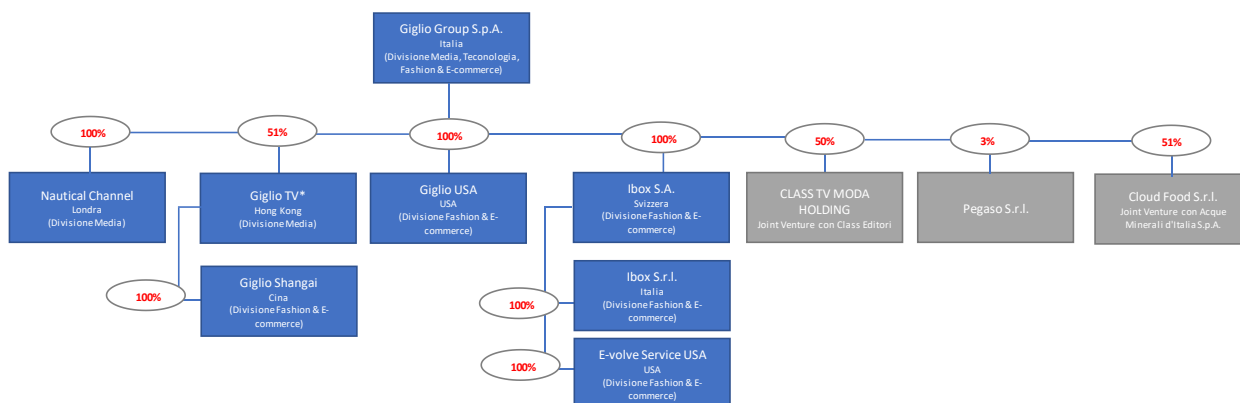 Giglio Group S.p.A.
Italia
(Divisione Media, Teconologia,
Fashion & E-commerce)
100%
51%
100%
100%
50%
3%
51%
Nautical Channel
Londra
(Divisione Media)
Giglio TV*
Hong Kong
(Divisione Media)
Giglio USA
USA
(Divisione Fashion & E-
commerce)
Ibox S.A.
Svizzera
(Divisione Fashion & E-
commerce)
CLASS TV MODA
HOLDING
Joint Venture con Class Editori
Pegaso S.r.l.
Cloud Food S.r.l.
Joint Venture con Acque
Minerali d'Italia S.p.A.
100%
Giglio Shangai
Cina
(Divisione Fashion & E-
commerce)
100%
Ibox S.r.l.
Italia
(Divisione Fashion & E-
commerce)
100%
E-volve Service USA
USA
(Divisione Fashion & E-
commerce)